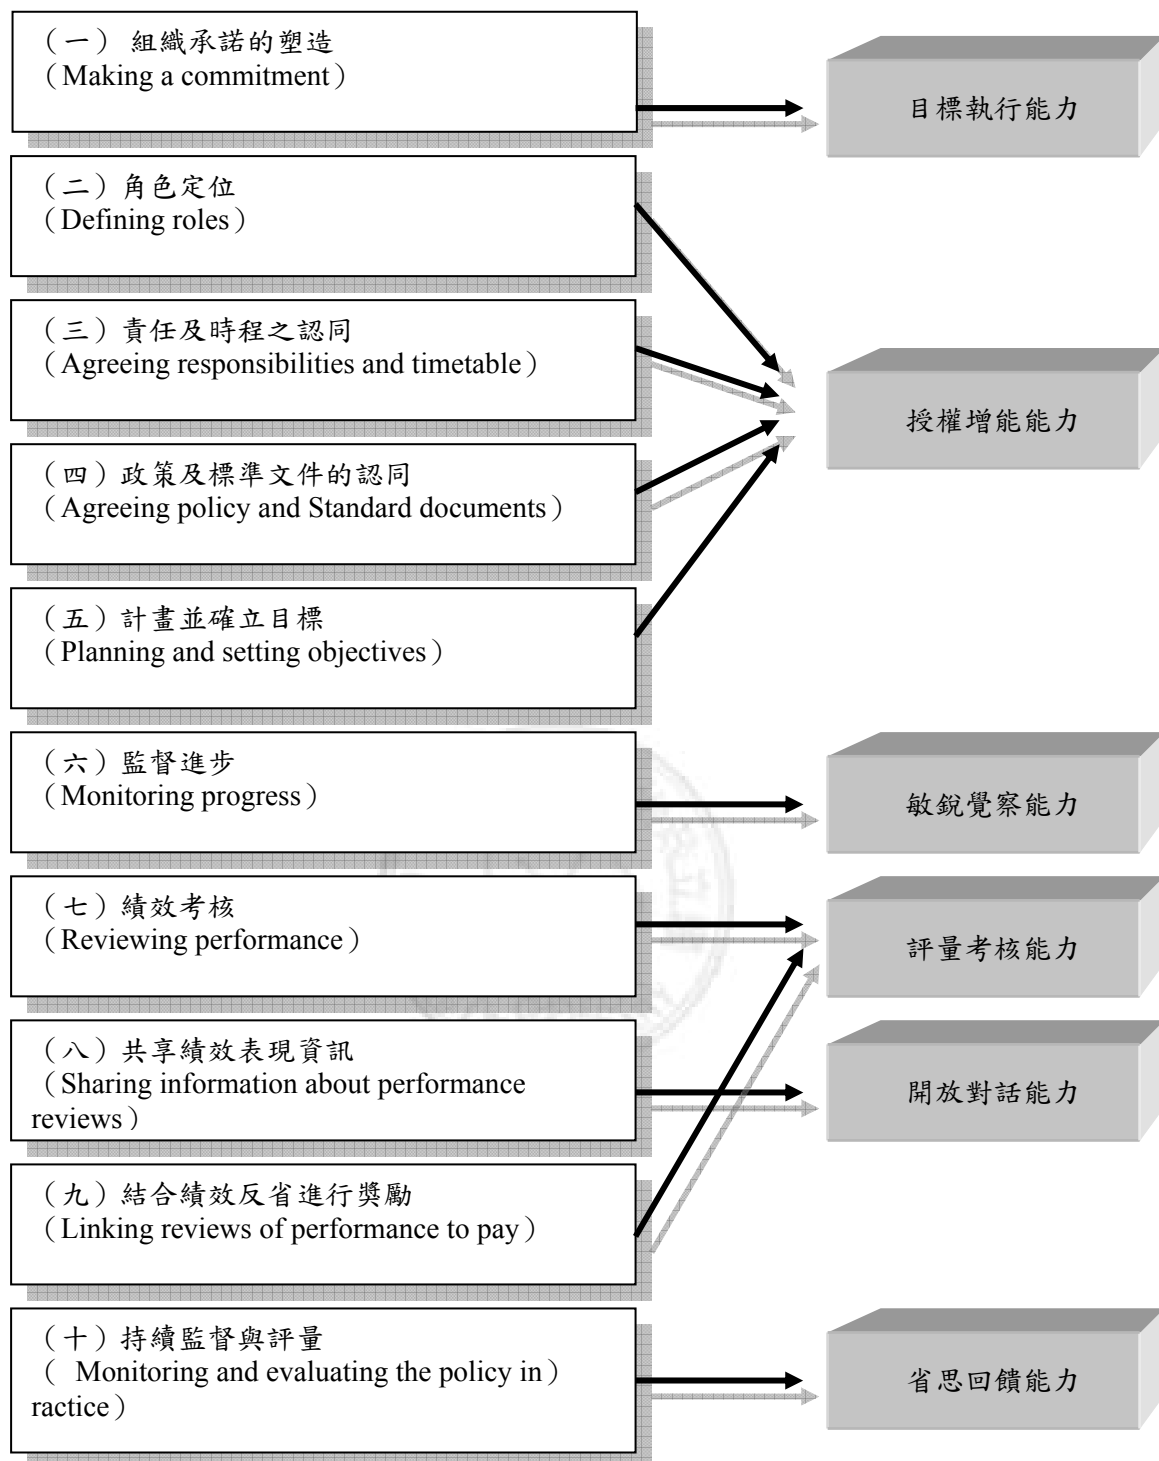 （一） 組織承諾的塑造
（Making a commitment）
目標執行能力
（二）角色定位
（Defining roles）
（三）責任及時程之認同
（Agreeing responsibilities and timetable）
授權增能能力
（四）政策及標準文件的認同
（Agreeing policy and Standard documents）
（五）計畫並確立目標
（Planning and setting objectives）
（六）監督進步
（Monitoring progress）
敏銳覺察能力
（七）績效考核
（Reviewing performance）
評量考核能力
（八）共享績效表現資訊
（Sharing information about performance
reviews）
開放對話能力
（九）結合績效反省進行獎勵
（Linking reviews of performance to pay）
（十）持續監督與評量
（ Monitoring and evaluating the policy in）
ractice）
省思回饋能力